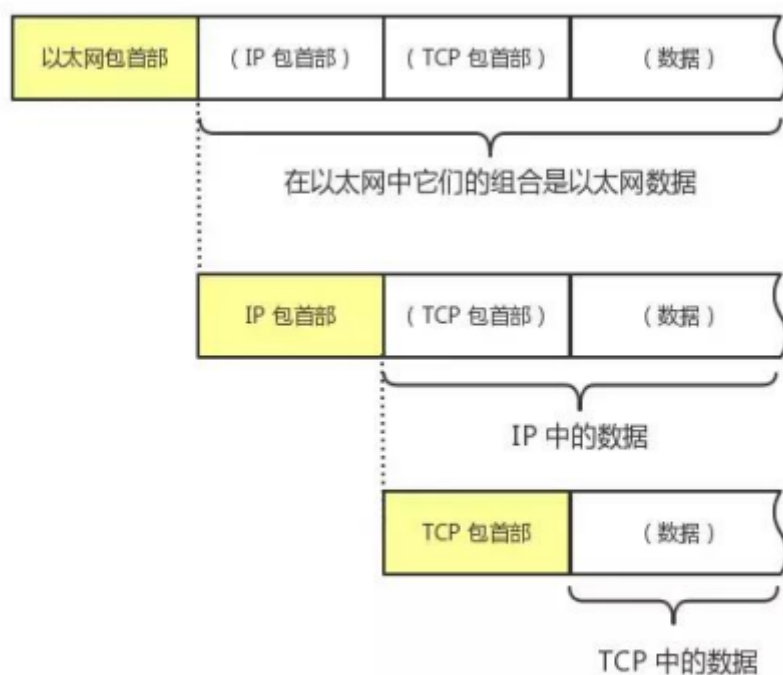 以太网包首部 （IP 包首部） （TCP 包首部） （数据）
在以太网中它们的组合是以太网数据
IP 包首部 （TCP 包首部） （数据）
IP 中的数据
TCP 包首部 （数据）
TCP 中的数据